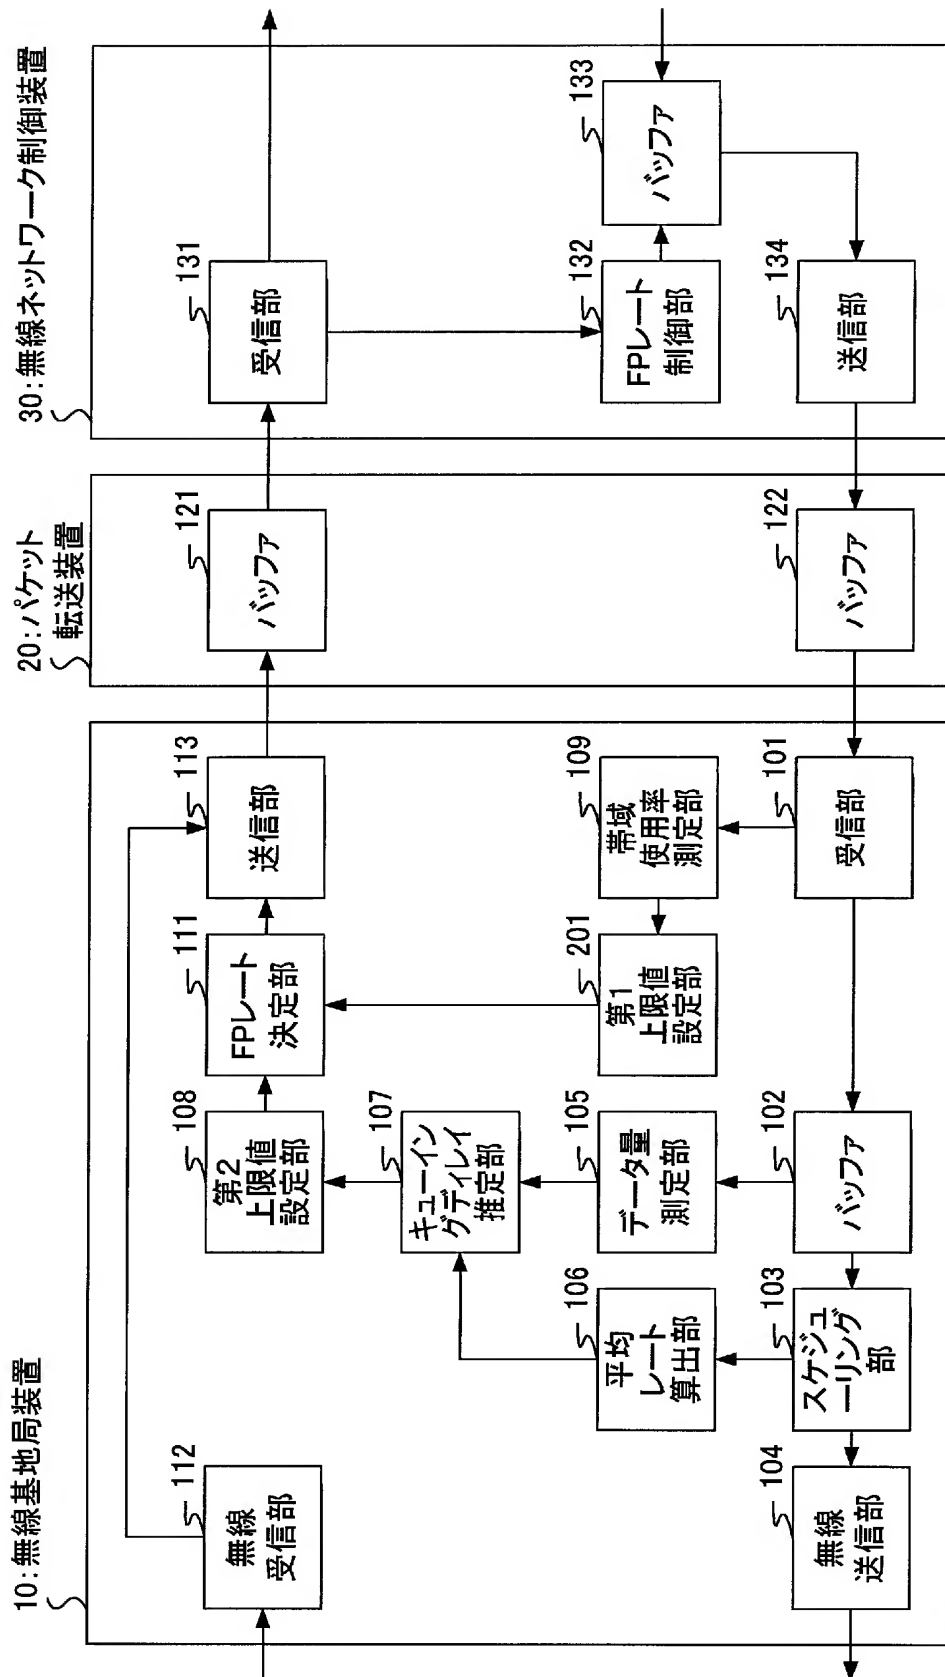 10:無線基地局装置
112
無線
受信部
108
第2
上限値
設定部
111
FPレート
決定部
113
送信部
107
キューイン
グディレイ
推定部
106
平均
レート
算出部
105
データ量
測定部
201
第1
上限値
設定部
109
帯域
使用率
測定部
104
無線
送信部
103
スケジュ
ーリング
部
102
バッファ
101
受信部
20:パケット
転送装置
121
バッファ
122
バッファ
30:無線ネットワーク制御装置
131
受信部
132
FPレート
制御部
133
バッファ
134
送信部